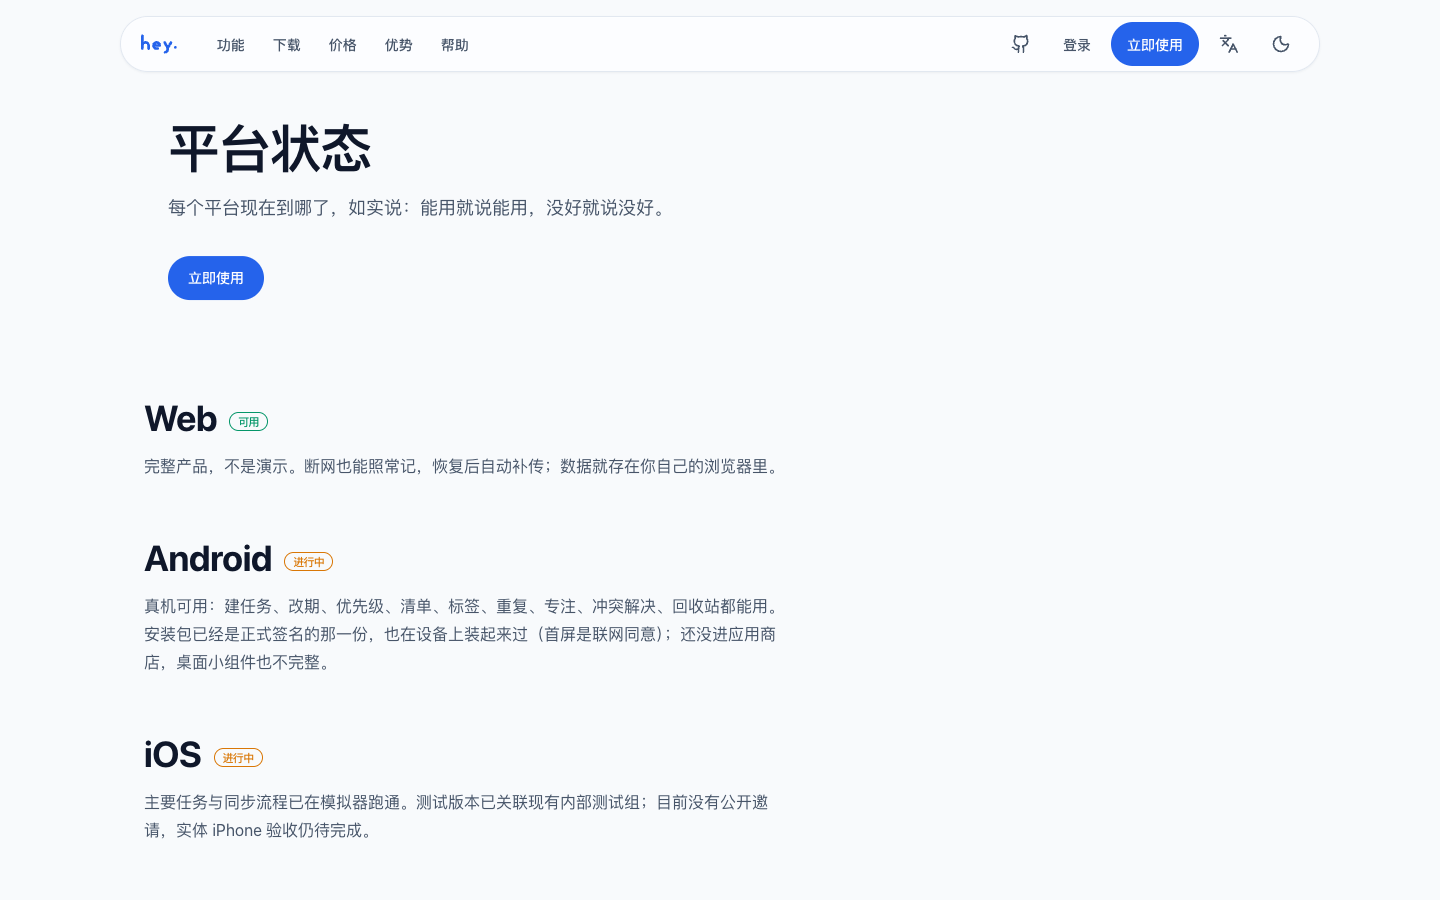 hey.
功能
下载
价格
优势
帮助
登录
立即使用
平台状态
每个平台现在到哪了，如实说：能用就说能用，没好就说没好。
立即使用
Web 可用
完整产品，不是演示。断网也能照常记，恢复后自动补传；数据就存在你自己的浏览器里。
Android 进行中
真机可用：建任务、改期、优先级、清单、标签、重复、专注、冲突解决、回收站都能用。
安装包已经是正式签名的那一份，也在设备上装起来过（首屏是联网同意）；还没进应用商
店，桌面小组件也不完整。
iOS 进行中
主要任务与同步流程已在模拟器跑通。测试版本已关联现有内部测试组；目前没有公开邀
请，实体 iPhone 验收仍待完成。